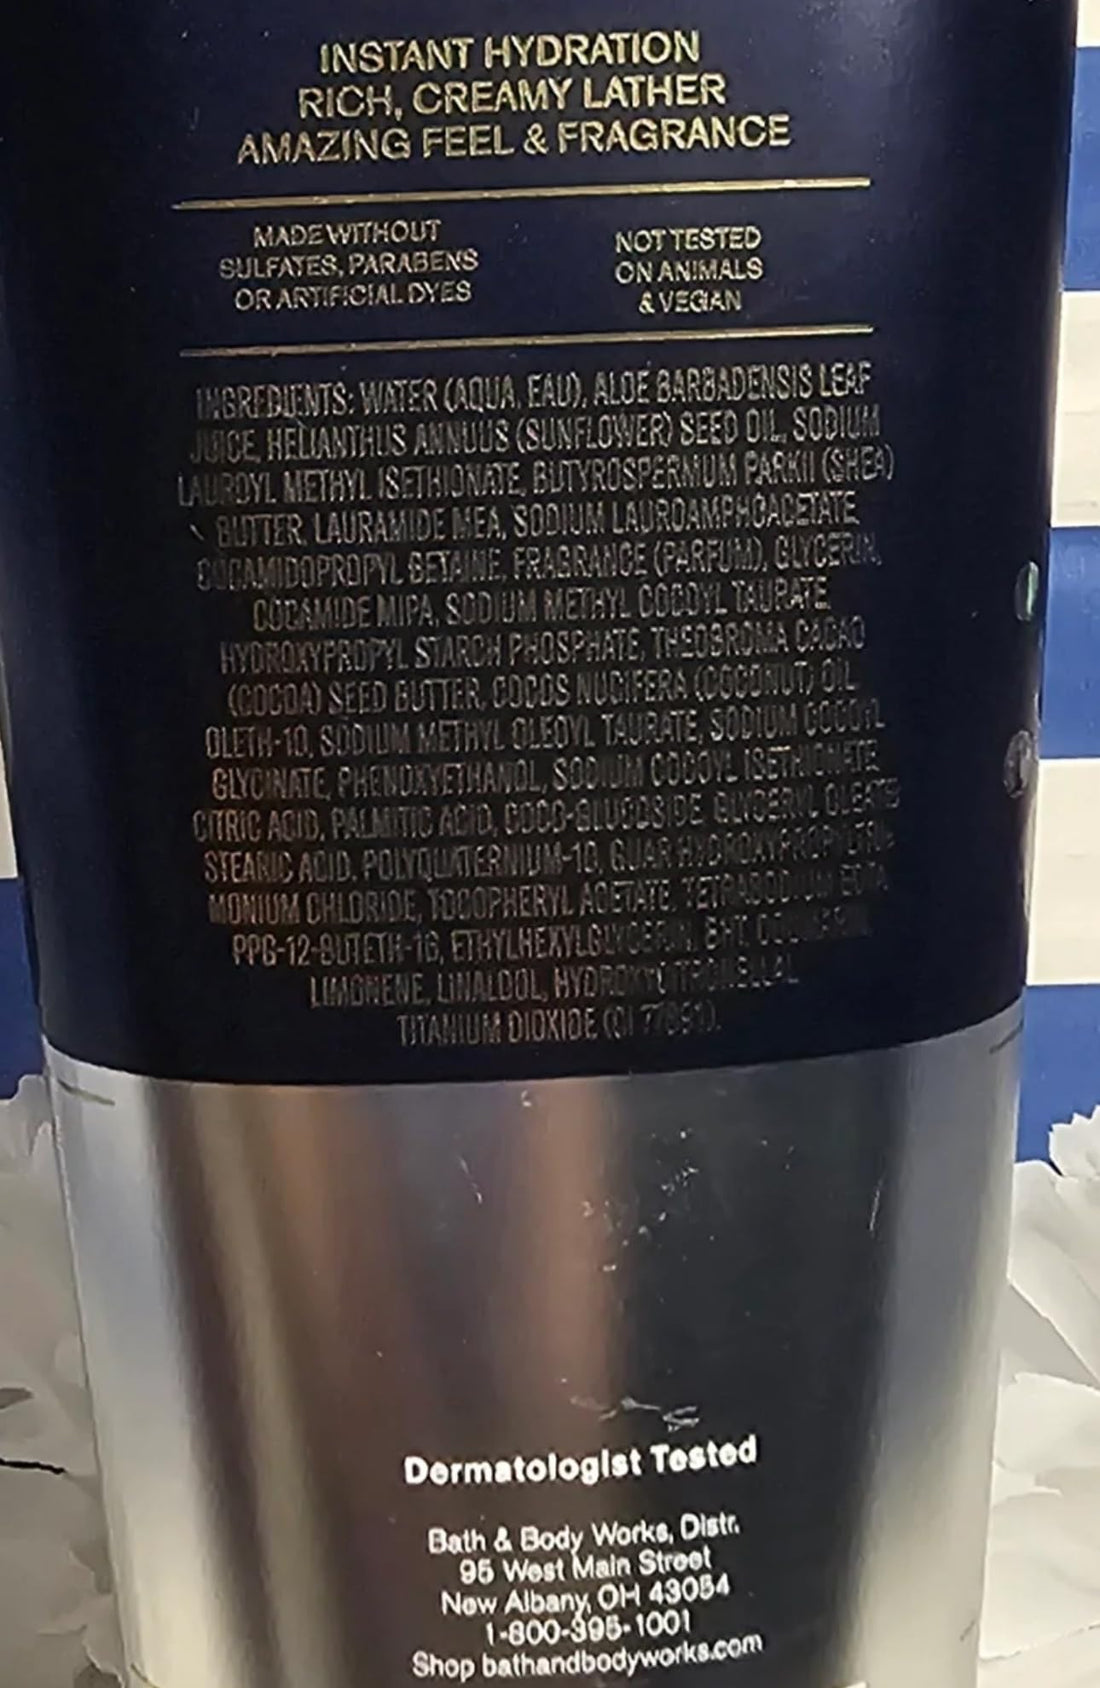 INSTANT HYDRATION
RICH, CREAMY LATHER
AMAZING FEEL & FRAGRANCE
MADE WITHOUT
SULFATES, PARABENS
OR ARTIFICIAL DYES
NOT TESTED
ON ANIMALS
& VEGAN
INGREDIENTS: WATER (AQUA, EAU), ALOE BARBADENSIS LEAF
JUICE, HELIANTHUS ANNUUS (SUNFLOWER) SEED OIL, SODIUM
LAUROYL METHYL ISETHIONATE, BUTYROSPERMUM PARKII (SHEA)
BUTTER, LAURAMIDE MEA, SODIUM LAUROAMPHOACETATE,
COCAMIDOPROPYL BETAINE, FRAGRANCE (PARFUM), GLYCERIN,
COCAMIDE MIPA, SODIUM METHYL COCOYL TAURATE,
HYDROXYPROPYL STARCH PHOSPHATE, THEOBROMA CACAO
(COCOA) SEED BUTTER, COCOS NUCIFERA (COCONUT) OIL,
OLETH-10, SODIUM METHYL OLEOYL TAURATE, SODIUM COCOYL
GLYCINATE, PHENOXYETHANOL, SODIUM COCOYL ISETHIONATE,
CITRIC ACID, PALMITIC ACID, COCO-GLUCOSIDE, GLYCERYL OLEATE,
STEARIC ACID, POLYQUATERNIUM-10, GUAR HYDROXYPROPYLTRI-
MONIUM CHLORIDE, TOCOPHERYL ACETATE, TETRASODIUM EDTA,
PPG-12-BUTETH-16, ETHYLHEXYLGLYCERIN, BHT, COUMARIN,
LIMONENE, LINALOOL, HYDROXYCITRONELLAL,
TITANIUM DIOXIDE (CI 77891).
Dermatologist Tested
Bath & Body Works, Distr.
95 West Main Street
New Albany, OH 43054
1-800-395-1001
Shop bathandbodyworks.com